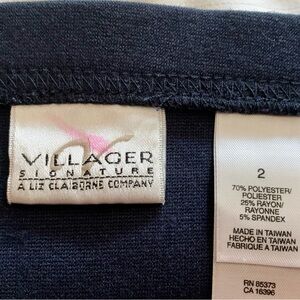 VILLAGER
SIGNATURE
A LIZ CLAIBORNE COMPANY
2
70% POLYESTER/
POLIESTER
25% RAYON/
RAYONNE
5% SPANDEX
MADE IN TAIWAN
HECHO EN TAIWAN
FABRIQUE A TAIWAN
RN 85373
CA 16396